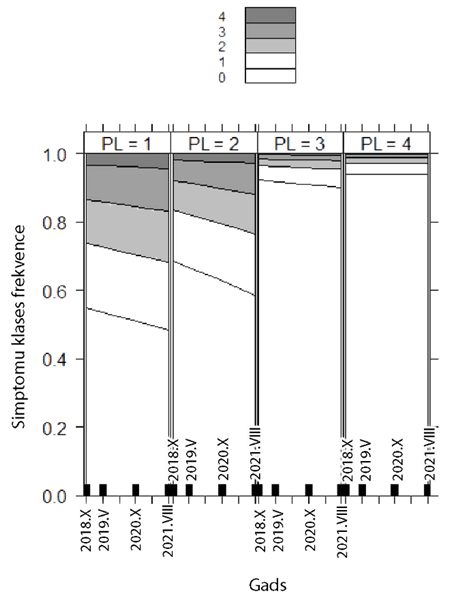 4
3
2
1
0
PL = 1 PL = 2 PL = 3 PL = 4
1.0
0.8
0.6
0.4
0.2
0.0
Simptomu klases frekvence
2018.X 2019.V 2020.X 2021.VIII
2018.X 2019.V 2020.X 2021.VIII
2018.X 2019.V 2020.X 2021.VIII
2018.X 2019.V 2020.X 2021.VIII
Gads